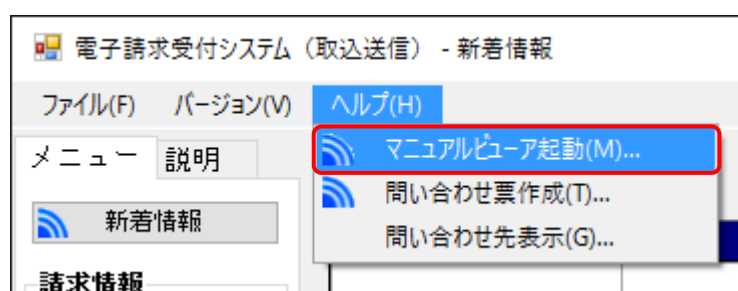 電子請求受付システム（取込送信） - 新着情報
ファイル(F) バージョン(V) ヘルプ(H)
メニュー 説明
マニュアルビューア起動(M)...
問い合わせ票作成(T)...
問い合わせ先表示(G)...
新着情報
請求情報